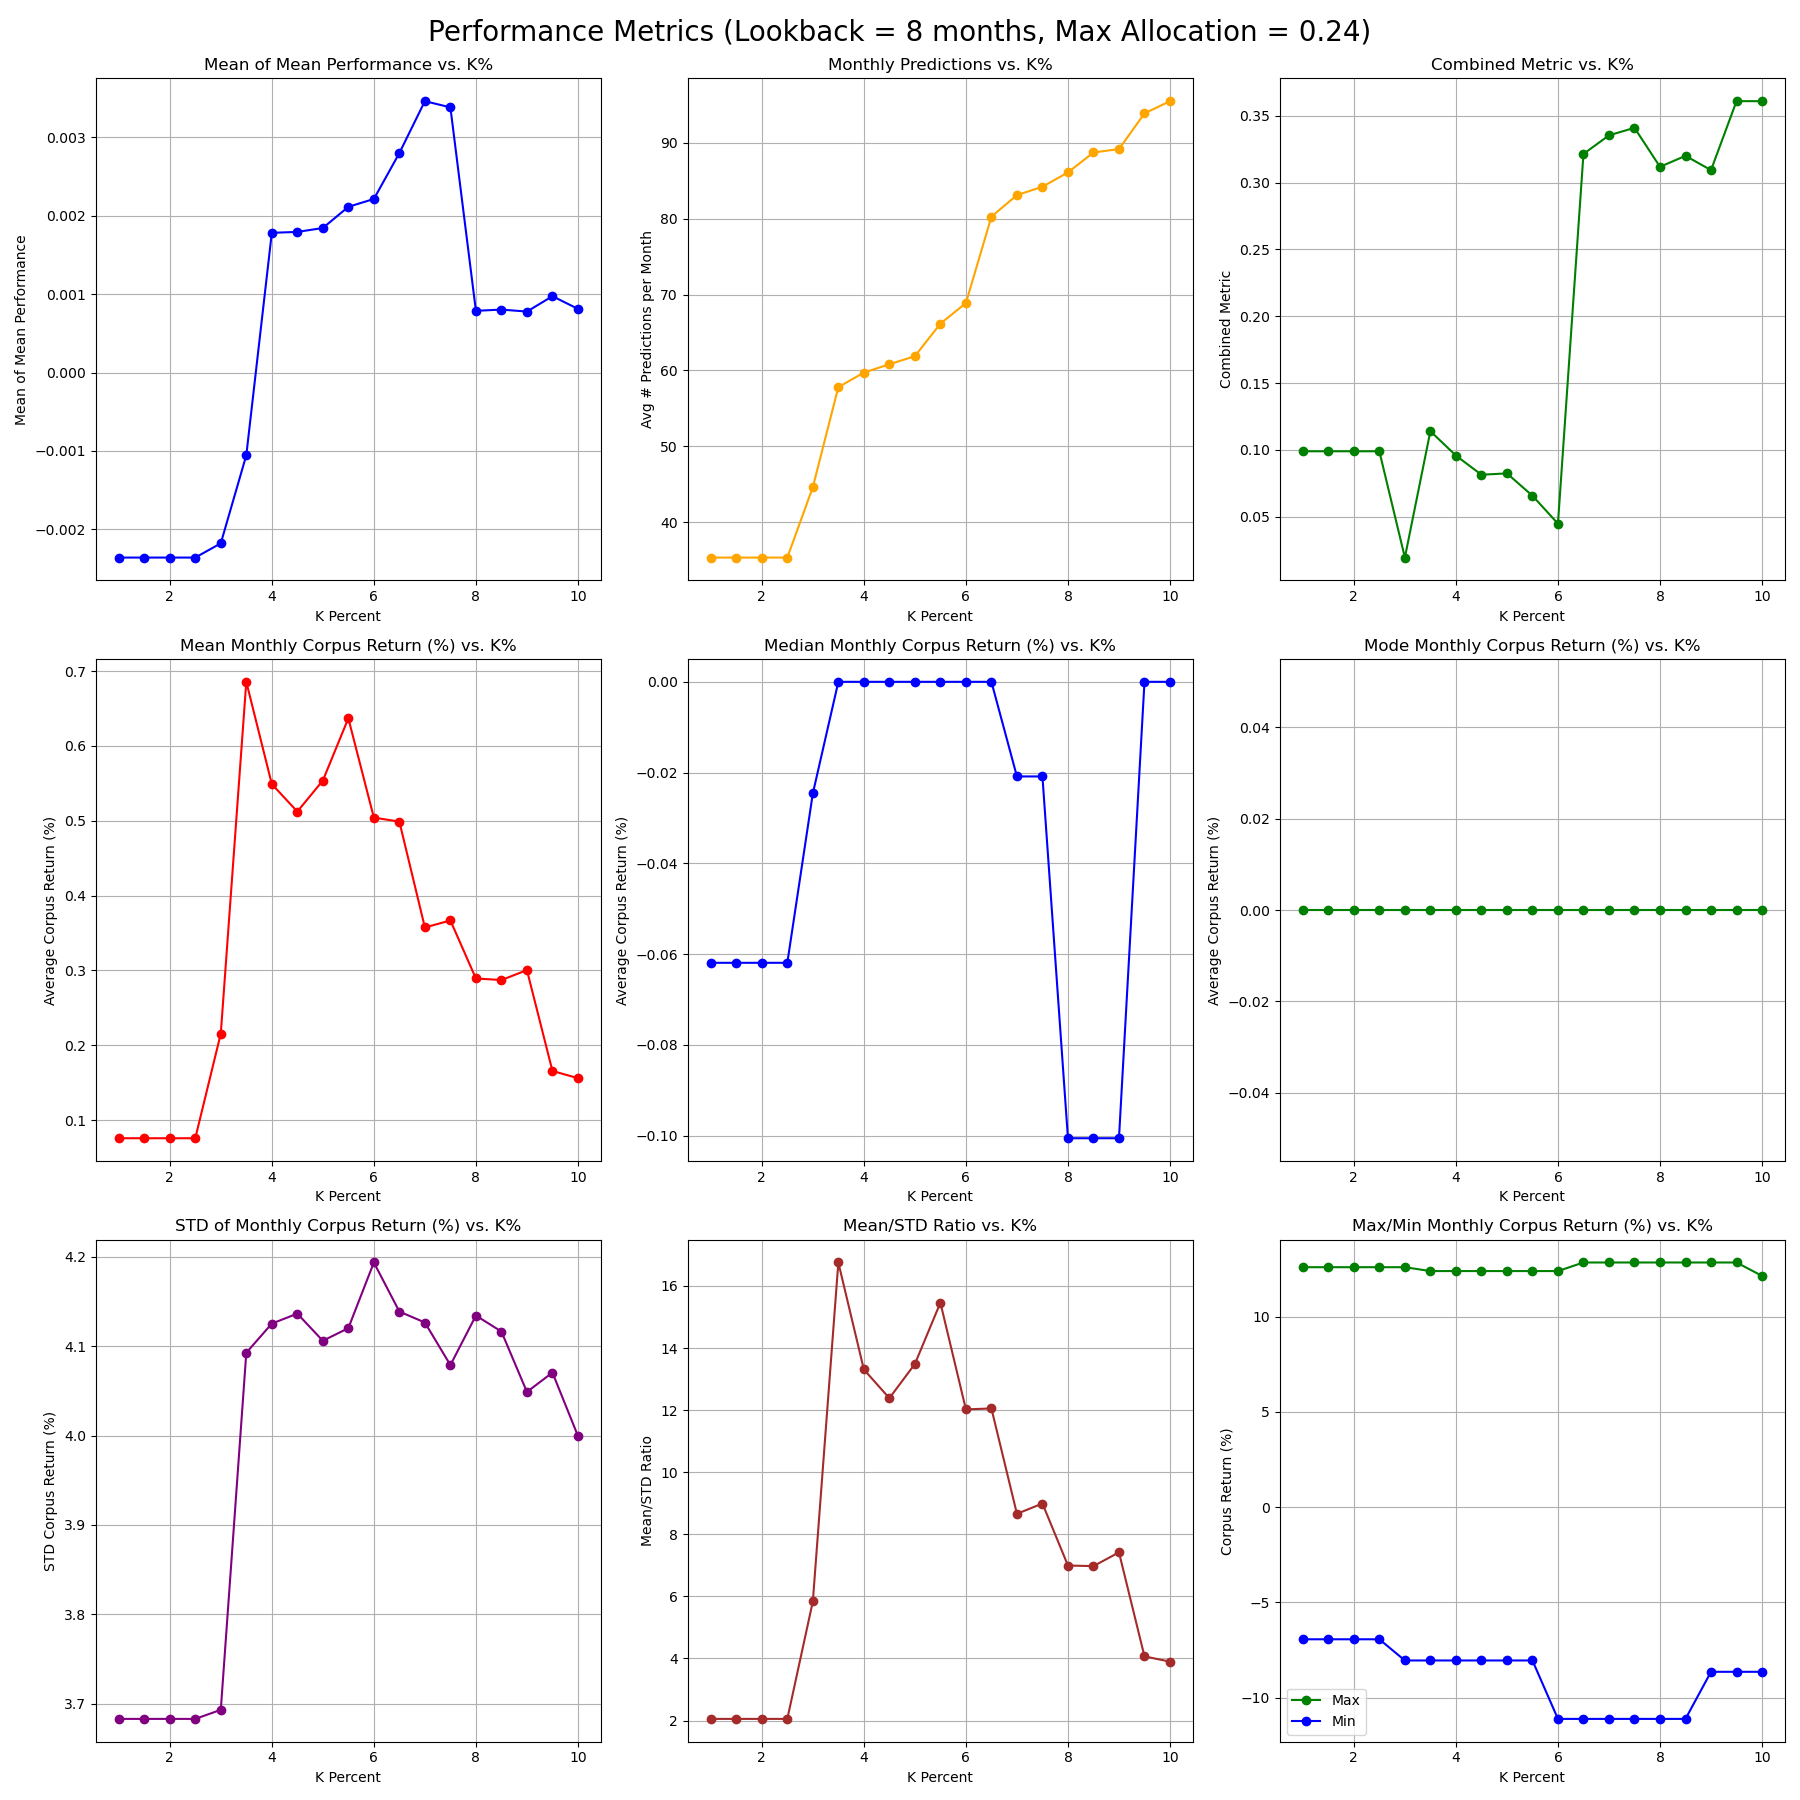 Performance Metrics (Lookback = 8 months, Max Allocation = 0.24)
Mean of Mean Performance vs. K%
Mean of Mean Performance
0.003
0.002
0.001
0.000
−0.001
−0.002
2 4 6 8 10
K Percent
Monthly Predictions vs. K%
Avg # Predictions per Month
90
80
70
60
50
40
2 4 6 8 10
K Percent
Combined Metric vs. K%
Combined Metric
0.35
0.30
0.25
0.20
0.15
0.10
0.05
2 4 6 8 10
K Percent
Mean Monthly Corpus Return (%) vs. K%
Average Corpus Return (%)
0.7
0.6
0.5
0.4
0.3
0.2
0.1
2 4 6 8 10
K Percent
Median Monthly Corpus Return (%) vs. K%
Average Corpus Return (%)
0.00
−0.02
−0.04
−0.06
−0.08
−0.10
2 4 6 8 10
K Percent
Mode Monthly Corpus Return (%) vs. K%
Average Corpus Return (%)
0.04
0.02
0.00
−0.02
−0.04
2 4 6 8 10
K Percent
STD of Monthly Corpus Return (%) vs. K%
STD Corpus Return (%)
4.2
4.1
4.0
3.9
3.8
3.7
2 4 6 8 10
K Percent
Mean/STD Ratio vs. K%
Mean/STD Ratio
16
14
12
10
8
6
4
2
2 4 6 8 10
K Percent
Max/Min Monthly Corpus Return (%) vs. K%
Corpus Return (%)
10
5
0
−5
−10
Max
Min
2 4 6 8 10
K Percent